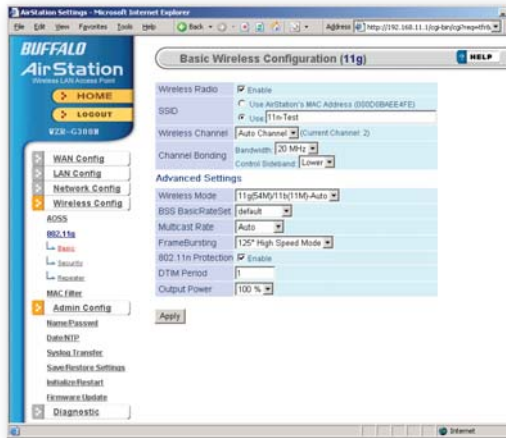 AirStation Settings - Microsoft Internet Explorer
File Edit View Favorites Tools Help
Back
Address
http://192.168.11.1/cgi-bin/cgi?req=tfr&
BUFFALO
AirStation
Wireless LAN Access Point
HOME
LOGOUT
WZR-G300N
WAN Config
LAN Config
Network Config
Wireless Config
AOSS
802.11g
Basic
Security
Repeater
MAC Filter
Admin Config
Name/Passwd
Date/NTP
Syslog Transfer
Save/Restore Settings
Initialize/Restart
Firmware Update
Diagnostic
Basic Wireless Configuration (11g)
HELP
Wireless Radio Enable
SSID
Use AirStation's MAC Address (000D0BAEE4FE)
Use: 11n-Test
Wireless Channel Auto Channel (Current Channel: 2)
Channel Bonding
Bandwidth: 20 MHz
Control Sideband: Lower
Advanced Settings
Wireless Mode 11g(54M)/11b(11M)-Auto
BSS BasicRateSet default
Multicast Rate Auto
FrameBursting 125* High Speed Mode
802.11n Protection Enable
DTIM Period 1
Output Power 100 %
Apply
Internet